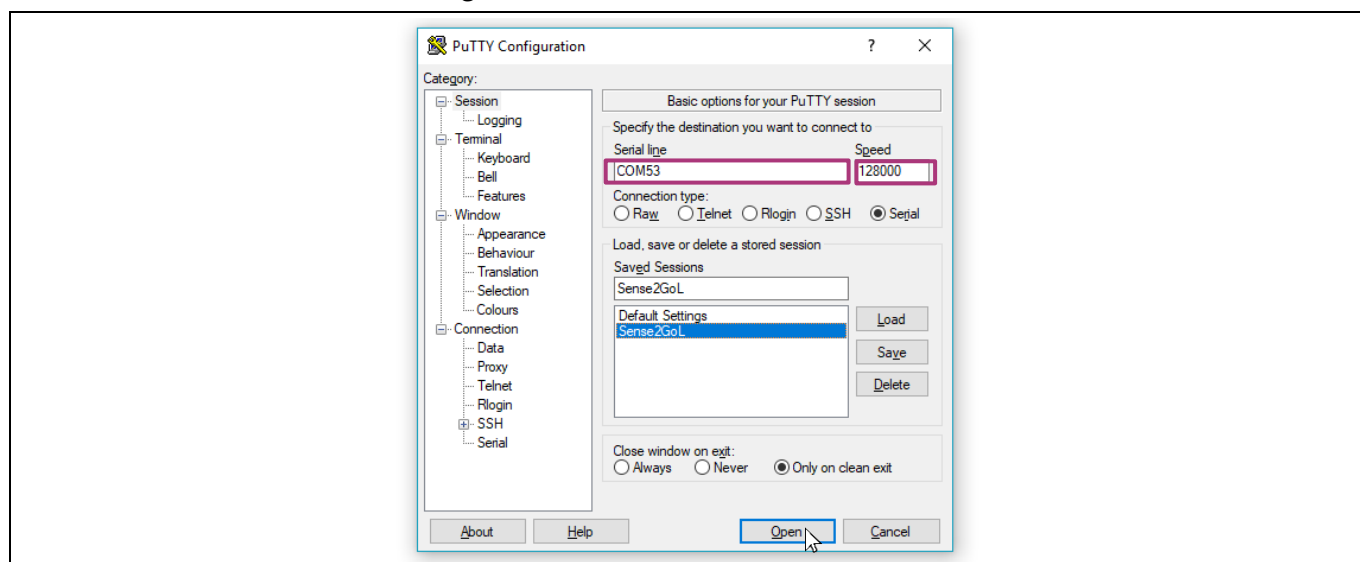 PuTTY Configuration ? ×
Category:
Session
Logging
Terminal
Keyboard
Bell
Features
Window
Appearance
Behaviour
Translation
Selection
Colours
Connection
Data
Proxy
Telnet
Rlogin
SSH
Serial
Basic options for your PuTTY session
Specify the destination you want to connect to
Serial line Speed
COM53 128000
Connection type:
Raw Telnet Rlogin SSH Serial
Load, save or delete a stored session
Saved Sessions
Sense2GoL
Default Settings
Sense2GoL
Load
Save
Delete
Close window on exit:
Always Never Only on clean exit
About Help Open Cancel